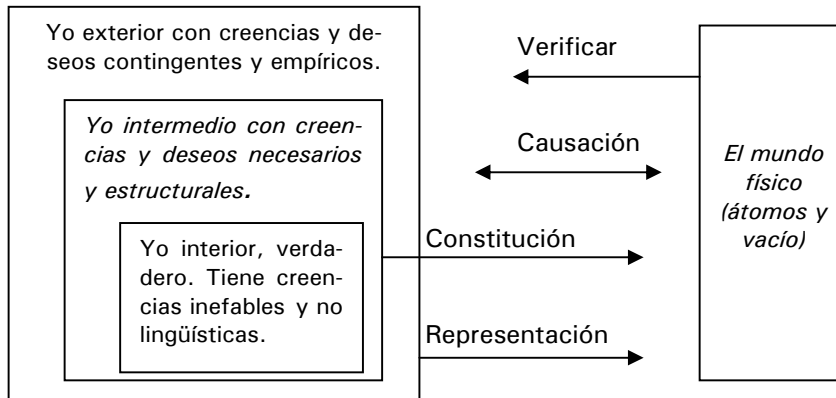 Yo exterior con creencias y de-
seos contingentes y empíricos.
Yo intermedio con creen-
cias y deseos necesarios
y estructurales.
Yo interior, verda-
dero. Tiene creen-
cias inefables y no
lingüísticas.
Verificar
Causación
Constitución
Representación
El mundo
físico
(átomos y
vacío)